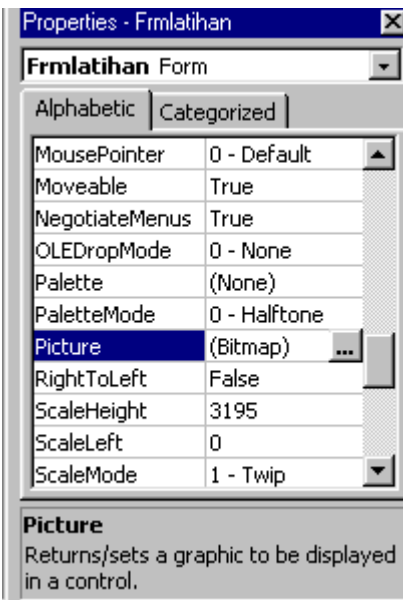 Properties - Frmlatihan
Frmlatihan Form
Alphabetic Categorized
MousePointer 0 - Default
Moveable True
NegotiateMenus True
OLEDropMode 0 - None
Palette (None)
PaletteMode 0 - Halftone
Picture (Bitmap) ...
RightToLeft False
ScaleHeight 3195
ScaleLeft 0
ScaleMode 1 - Twip
Picture
Returns/sets a graphic to be displayed
in a control.